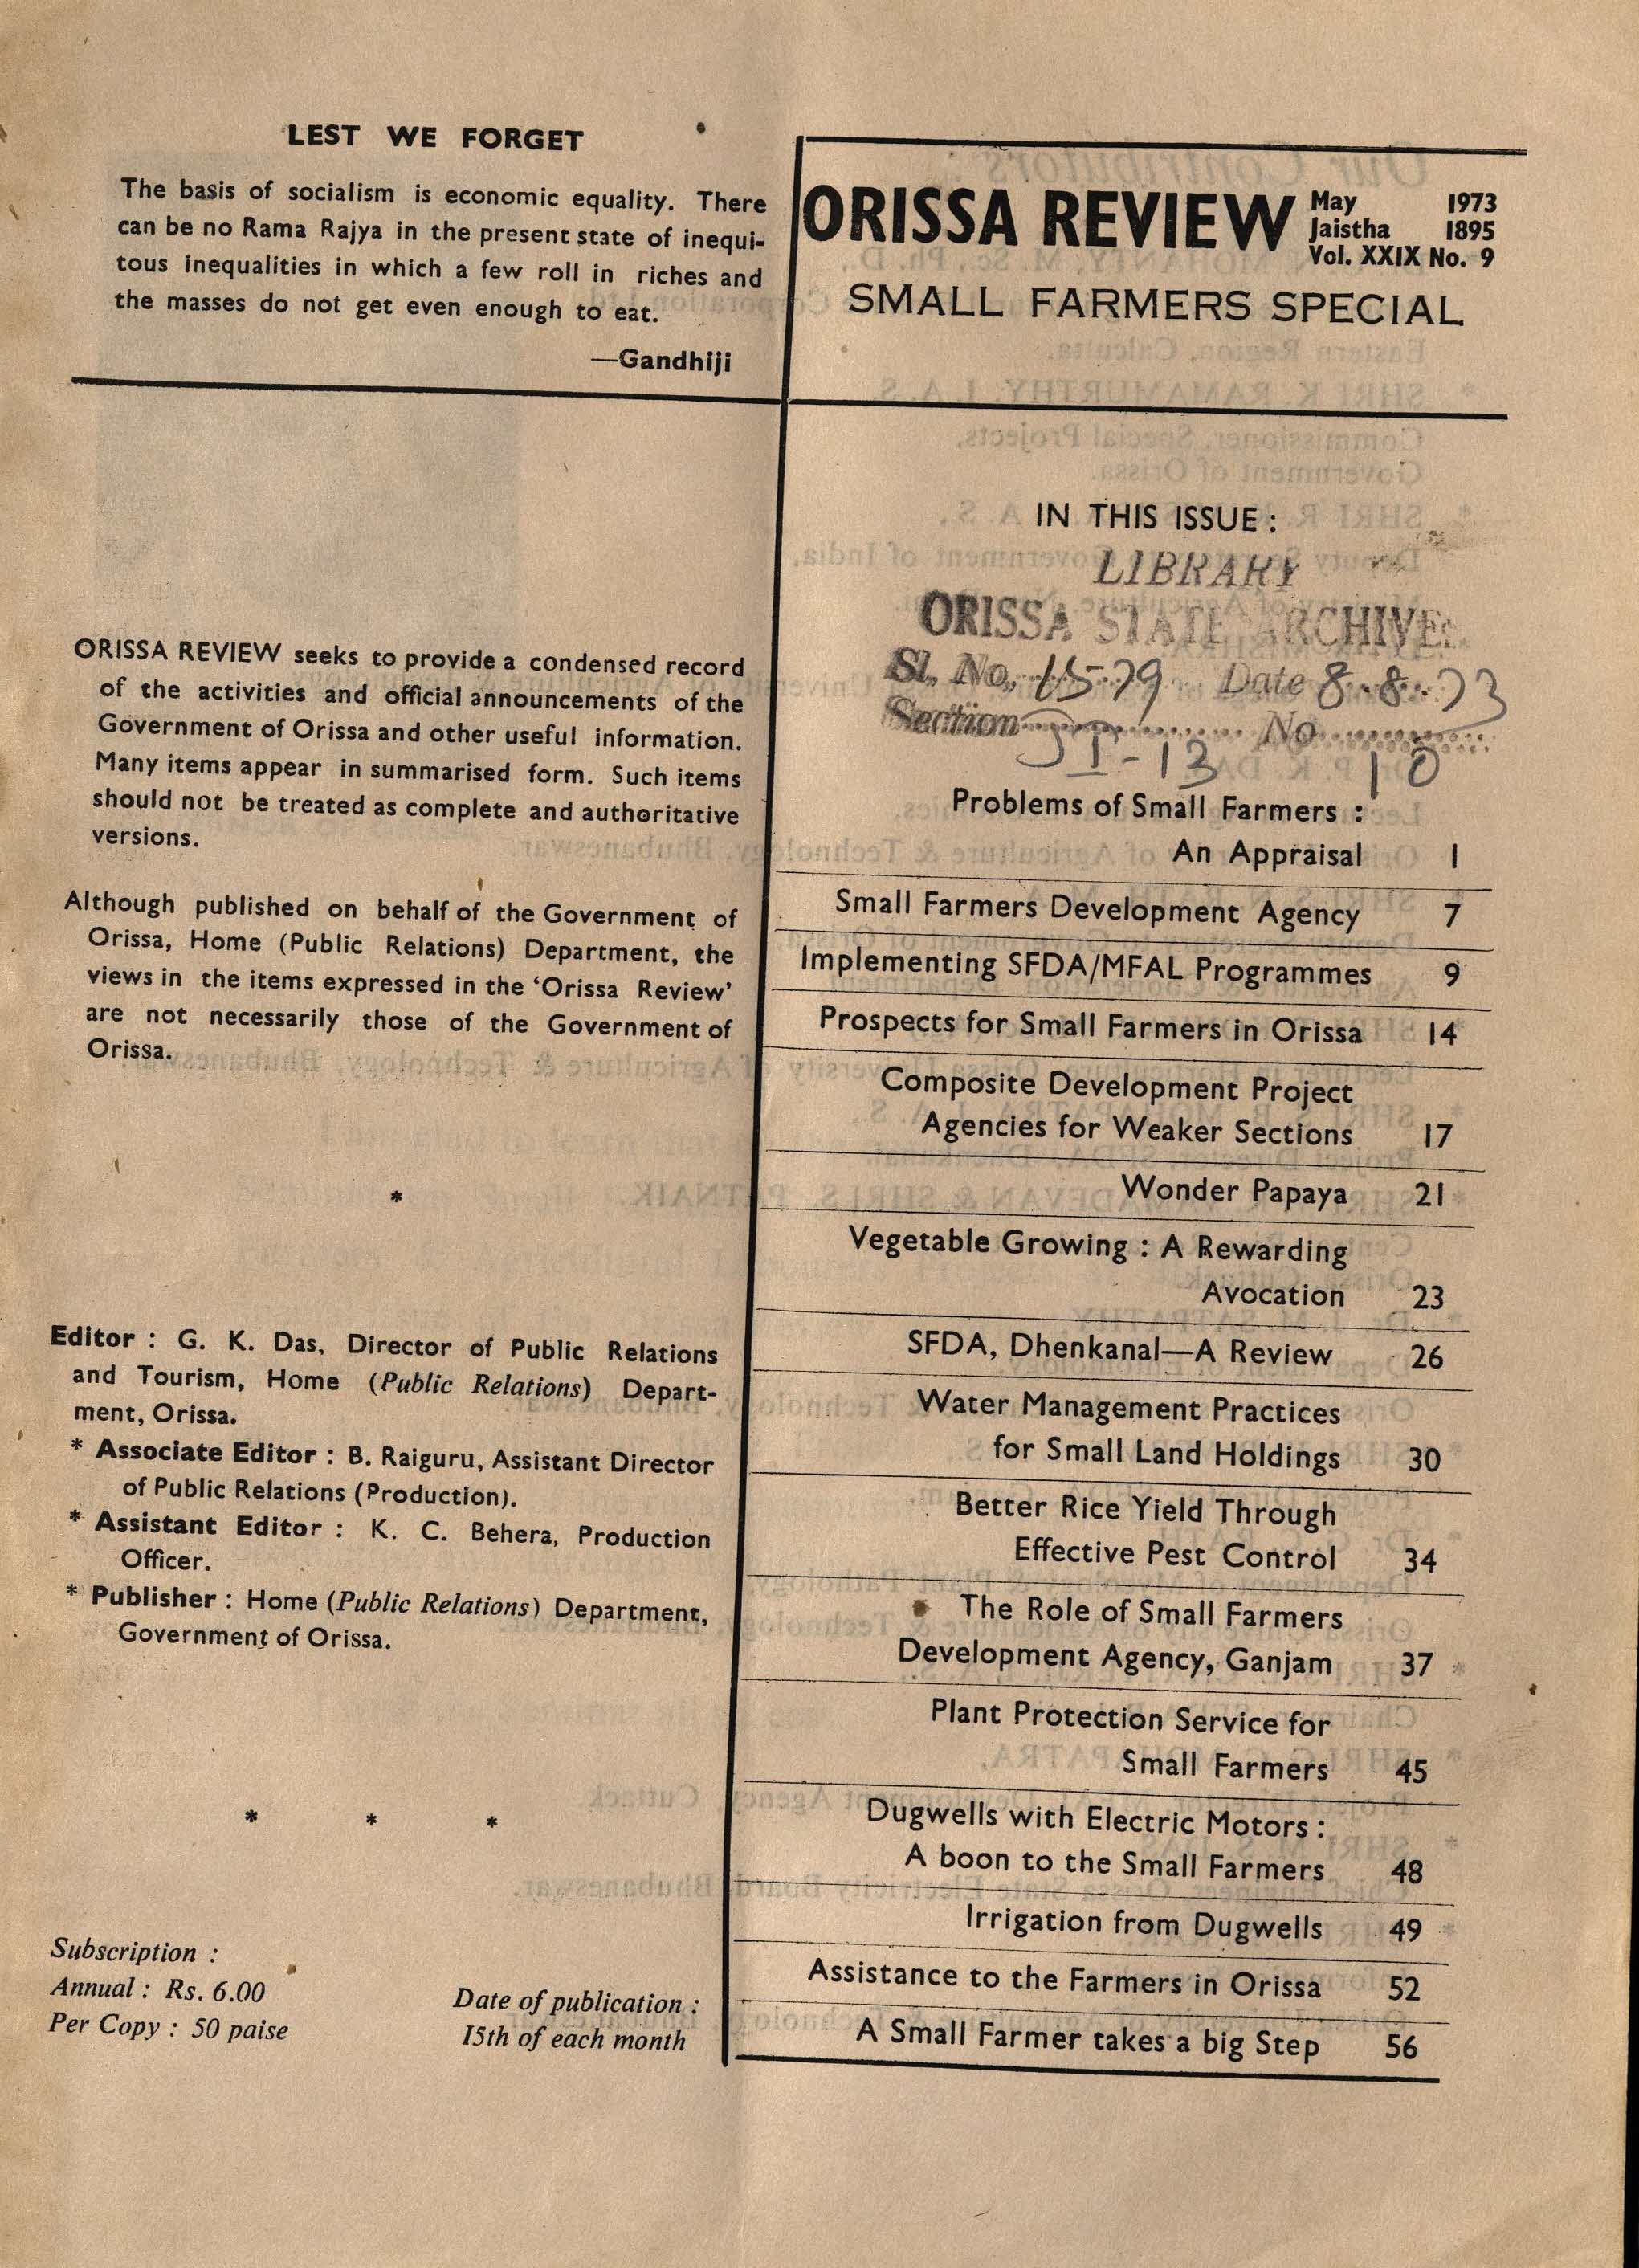 LEST WE FORGET
The basis of socialism is economic equality. There
can be no Rama Rajya in the present state of inequi-
tous inequalities in which a few roll in riches and
the masses do not get even enough to eat.
—Gandhiji
ORISSA REVIEW
May 1973
Jaistha 1895
Vol. XXIX No. 9
SMALL FARMERS SPECIAL
ORISSA REVIEW seeks to provide a condensed record
of the activities and official announcements of the
Government of Orissa and other useful information.
Many items appear in summarised form. Such items
should not be treated as complete and authoritative
versions.
Although published on behalf of the Government of
Orissa, Home (Public Relations) Department, the
views in the items expressed in the ‘Orissa Review’
are not necessarily those of the Government of
Orissa.
*
Editor : G. K. Das, Director of Public Relations
and Tourism, Home (Public Relations) Depart-
ment, Orissa.
* Associate Editor : B. Raiguru, Assistant Director
of Public Relations (Production).
* Assistant Editor : K. C. Behera, Production
Officer.
* Publisher : Home (Public Relations) Department,
Government of Orissa.
* * *
Subscription :
Annual : Rs. 6.00
Per Copy : 50 paise
Date of publication :
15th of each month
IN THIS ISSUE :
LIBRARY
ORISSA STATE ARCHIVES
Sl. No. 1579 Date 8.8.73
Section No
I-13 10
Problems of Small Farmers :
An Appraisal 1
Small Farmers Development Agency 7
Implementing SFDA/MFAL Programmes 9
Prospects for Small Farmers in Orissa 14
Composite Development Project
Agencies for Weaker Sections 17
Wonder Papaya 21
Vegetable Growing : A Rewarding
Avocation 23
SFDA, Dhenkanal—A Review 26
Water Management Practices
for Small Land Holdings 30
Better Rice Yield Through
Effective Pest Control 34
The Role of Small Farmers
Development Agency, Ganjam 37
Plant Protection Service for
Small Farmers 45
Dugwells with Electric Motors :
A boon to the Small Farmers 48
Irrigation from Dugwells 49
Assistance to the Farmers in Orissa 52
A Small Farmer takes a big Step 56